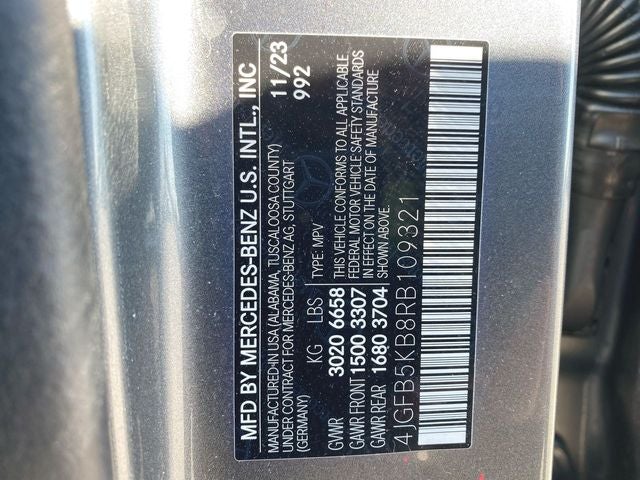 MFD BY MERCEDES-BENZ U.S. INTL., INC
MANUFACTURED IN USA (ALABAMA, TUSCALOOSA COUNTY)
UNDER CONTRACT FOR MERCEDES-BENZ AG, STUTTGART
(GERMANY)
11/23
992
KG LBS TYPE: MPV
GVWR 3020 6658
GAWR FRONT 1500 3307
GAWR REAR 1680 3704
THIS VEHICLE CONFORMS TO ALL APPLICABLE
FEDERAL MOTOR VEHICLE SAFETY STANDARDS
IN EFFECT ON THE DATE OF MANUFACTURE
SHOWN ABOVE.
4JGFB5KB8RB109321